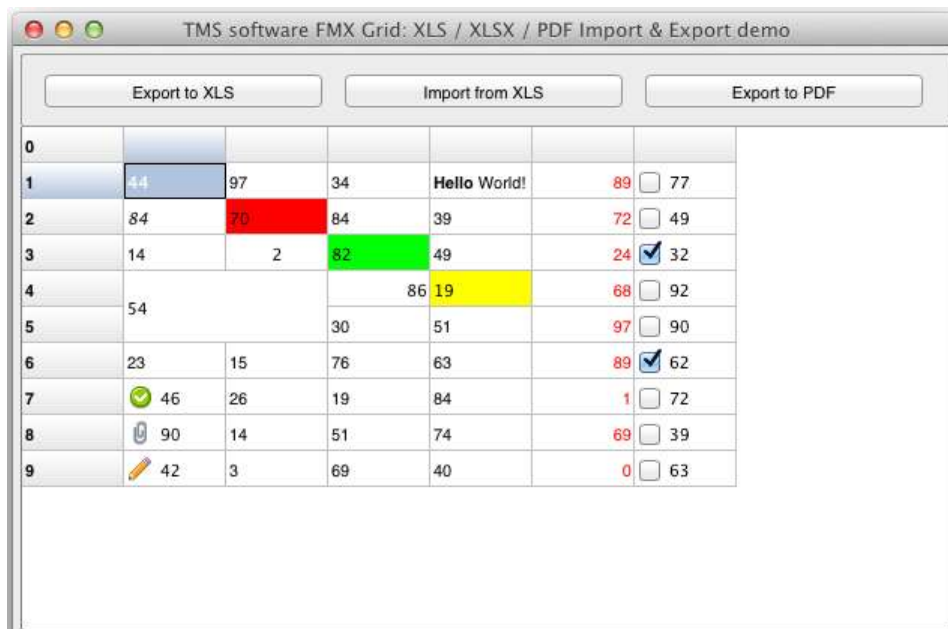 TMS software FMX Grid: XLS / XLSX / PDF Import & Export demo
Export to XLS Import from XLS Export to PDF
0
1 44 97 34 Hello World! 89 77
2 84 70 84 39 72 49
3 14 2 82 49 24 32
4 86 19 68 92
54
5 30 51 97 90
6 23 15 76 63 89 62
7 46 26 19 84 1 72
8 90 14 51 74 69 39
9 42 3 69 40 0 63